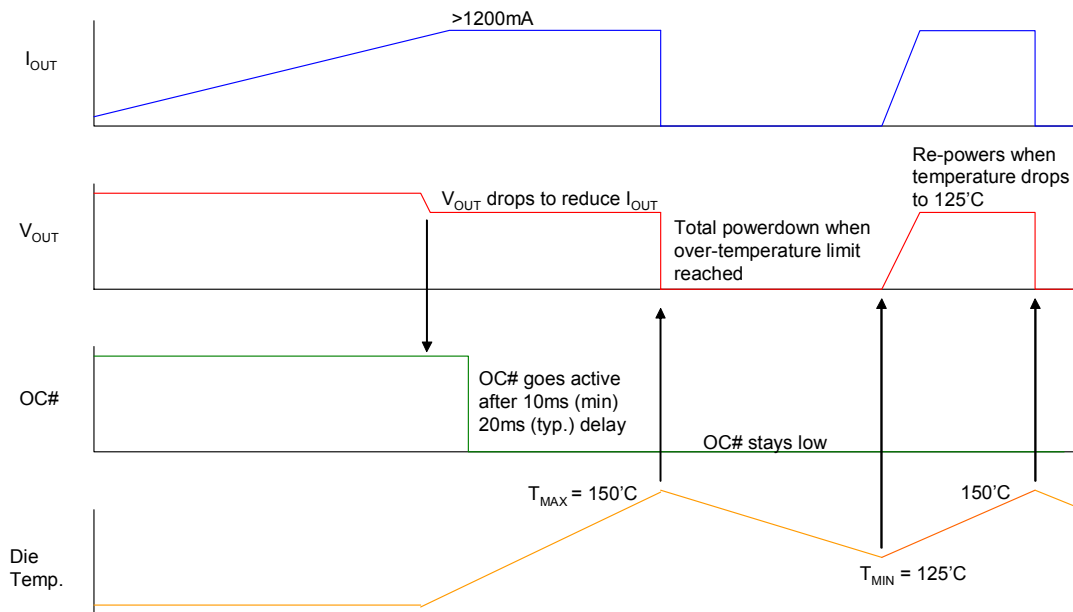 >1200mA
IOUT
Re-powers when
temperature drops
to 125'C
VOUT drops to reduce IOUT
VOUT
Total powerdown when
over-temperature limit
reached
OC#
OC# goes active
after 10ms (min)
20ms (typ.) delay
OC# stays low
TMAX = 150'C
150'C
Die
Temp.
TMIN = 125'C